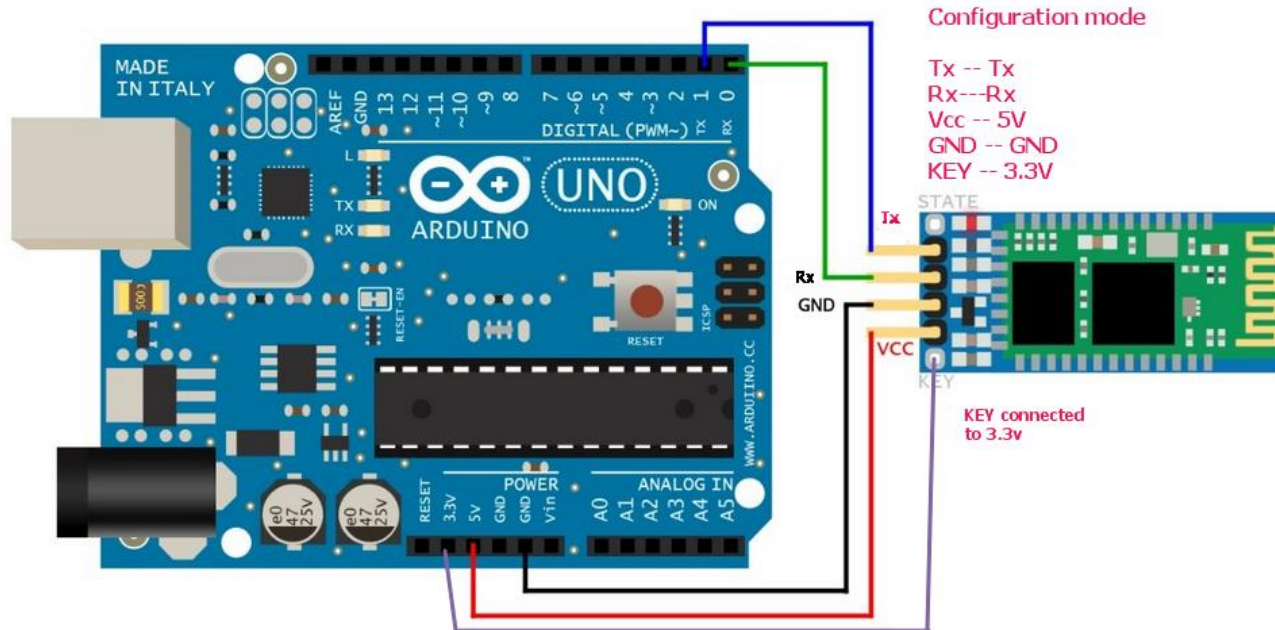 Configuration mode
Tx -- Tx
Rx---Rx
Vcc -- 5V
GND -- GND
KEY -- 3.3V
MADE
IN ITALY
AREF
GND
13
12
~11
~10
~9
8
7
~6
~5
4
~3
2
1
0
TX
RX
DIGITAL (PWM~)
L
TX
RX
ARDUINO
UNO
ON
™
RESET-EN
RESET
ICSP
WWW.ARDUIINO.CC
STATE
Tx
Rx
GND
VCC
KEY
KEY connected
to 3.3v
POWER
ANALOG IN
RESET
3.3V
5V
GND
GND
Vin
A0
A1
A2
A3
A4
A5
e0
47
25V
e0
47
25V